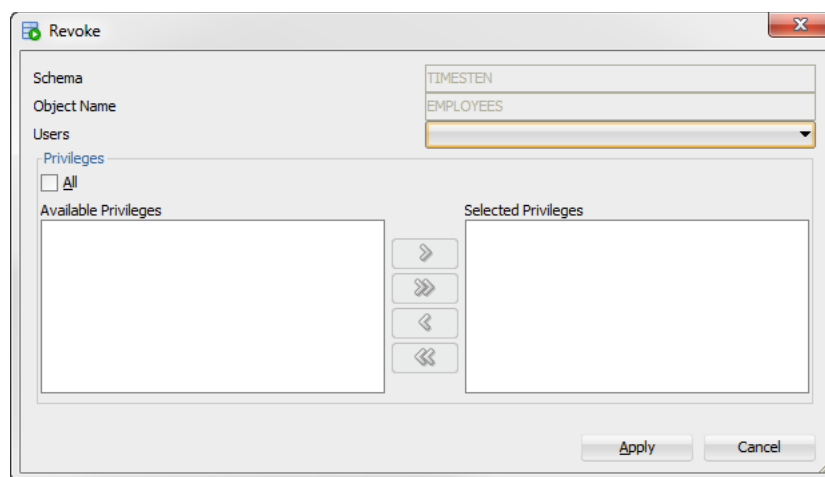 Revoke
Schema
TIMESTEN
Object Name
EMPLOYEES
Users
Privileges
All
Available Privileges
Selected Privileges
Apply
Cancel